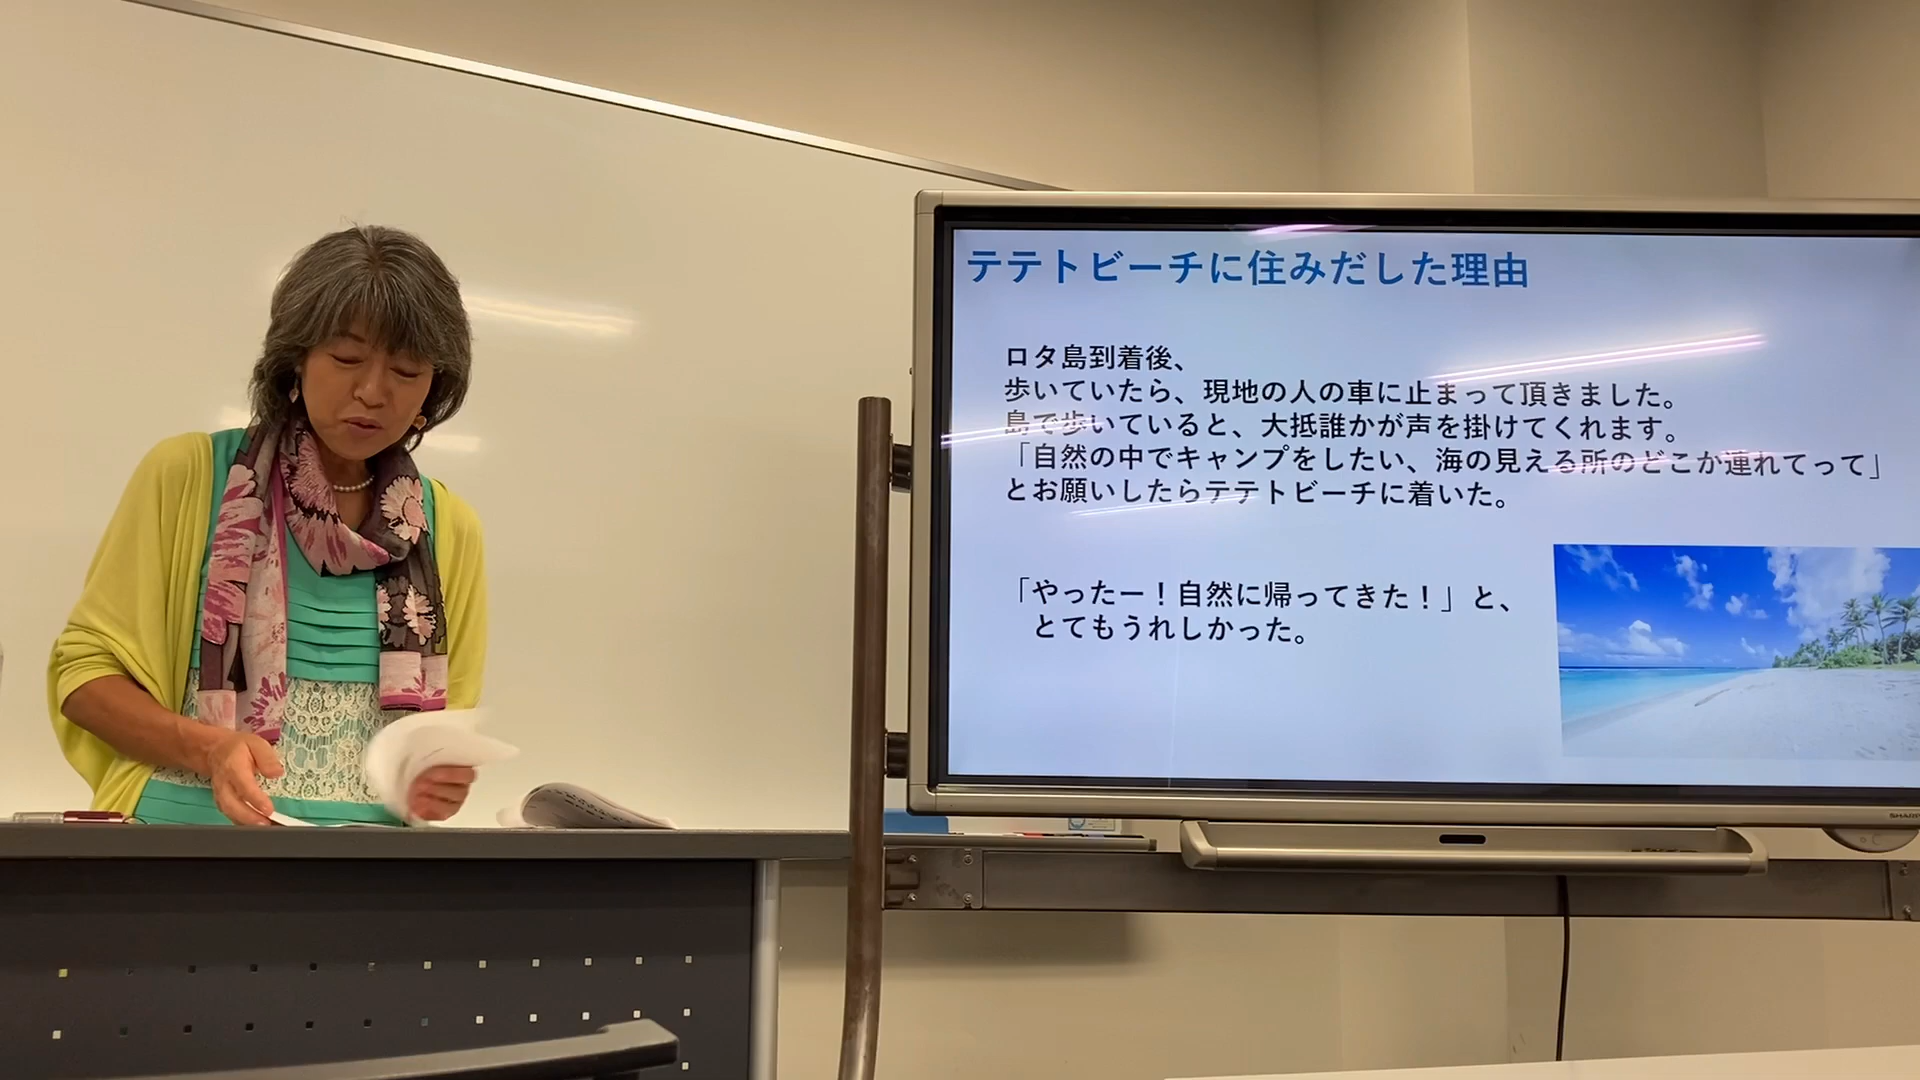 テテトビーチに住みだした理由
ロタ島到着後、
歩いていたら、現地の人の車に止まって頂きました。
島で歩いていると、大抵誰かが声を掛けてくれます。
「自然の中でキャンプをしたい、海の見える所のどこか連れてって」
とお願いしたらテテトビーチに着いた。
「やったー！自然に帰ってきた！」と、
とてもうれしかった。
SHARP